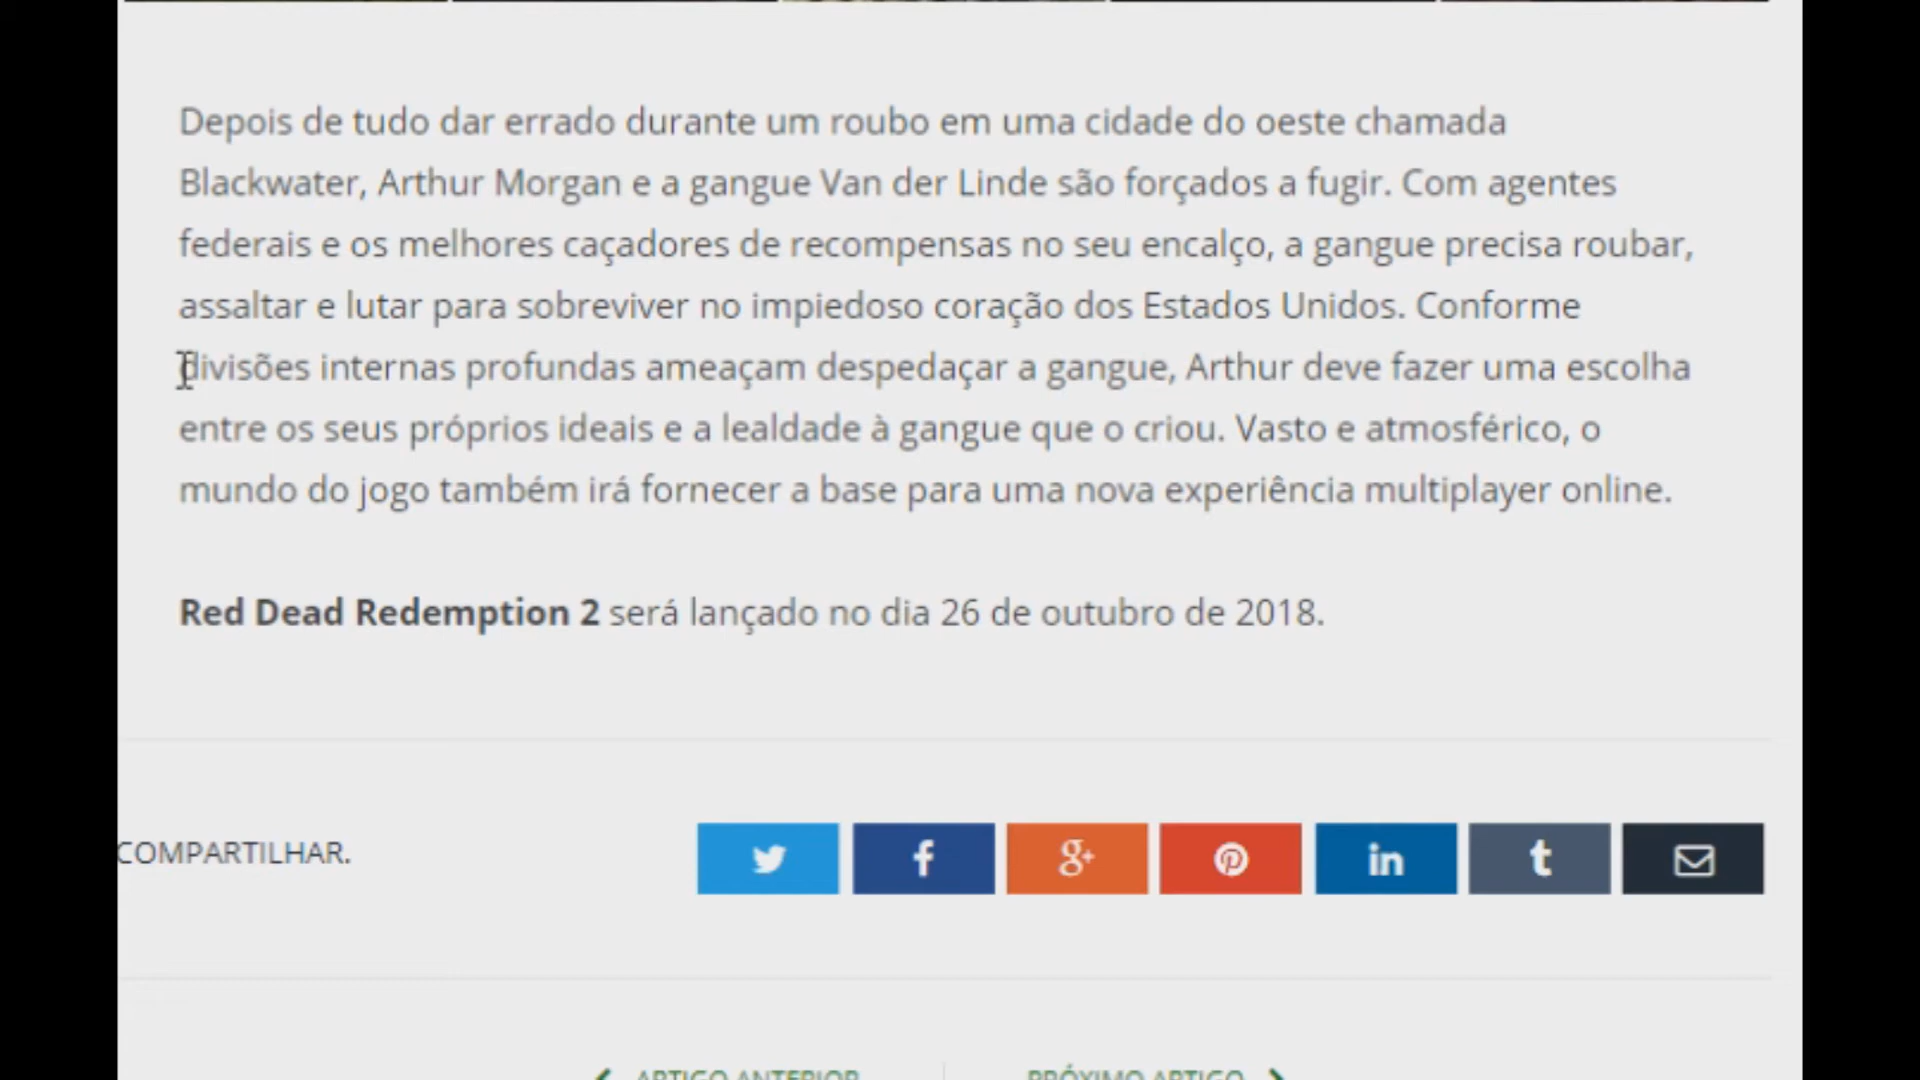 Depois de tudo dar errado durante um roubo em uma cidade do oeste chamada
Blackwater, Arthur Morgan e a gangue Van der Linde são forçados a fugir. Com agentes
federais e os melhores caçadores de recompensas no seu encalço, a gangue precisa roubar,
assaltar e lutar para sobreviver no impiedoso coração dos Estados Unidos. Conforme
divisões internas profundas ameaçam despedaçar a gangue, Arthur deve fazer uma escolha
entre os seus próprios ideais e a lealdade à gangue que o criou. Vasto e atmosférico, o
mundo do jogo também irá fornecer a base para uma nova experiência multiplayer online.
Red Dead Redemption 2 será lançado no dia 26 de outubro de 2018.
COMPARTILHAR.
f g+ in t
ARTIGO ANTERIOR PRÓXIMO ARTIGO